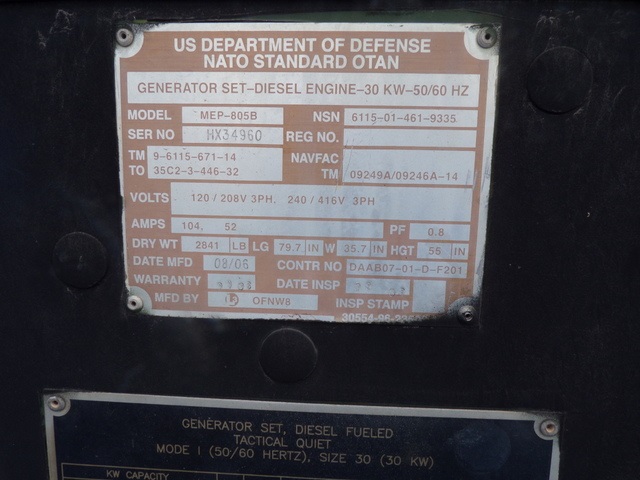 US DEPARTMENT OF DEFENSE
NATO STANDARD OTAN
GENERATOR SET-DIESEL ENGINE-30 KW-50/60 HZ
MODEL MEP-805B NSN 6115-01-461-9335
SER NO HX34960 REG NO.
TM 9-6115-671-14 NAVFAC
TO 35C2-3-446-32 TM 09249A/09246A-14
VOLTS 120/208V 3PH. 240/416V 3PH
AMPS 104, 52 PF 0.8
DRY WT 2841 LB LG 79.7 IN W 35.7 IN HGT 55 IN
DATE MFD 08/06 CONTR NO DAAB07-01-D-F201
WARRANTY DATE INSP
MFD BY OFNW8 INSP STAMP
GENERATOR SET, DIESEL FUELED
TACTICAL QUIET
MODE I (50/60 HERTZ), SIZE 30 (30 KW)
KW CAPACITY